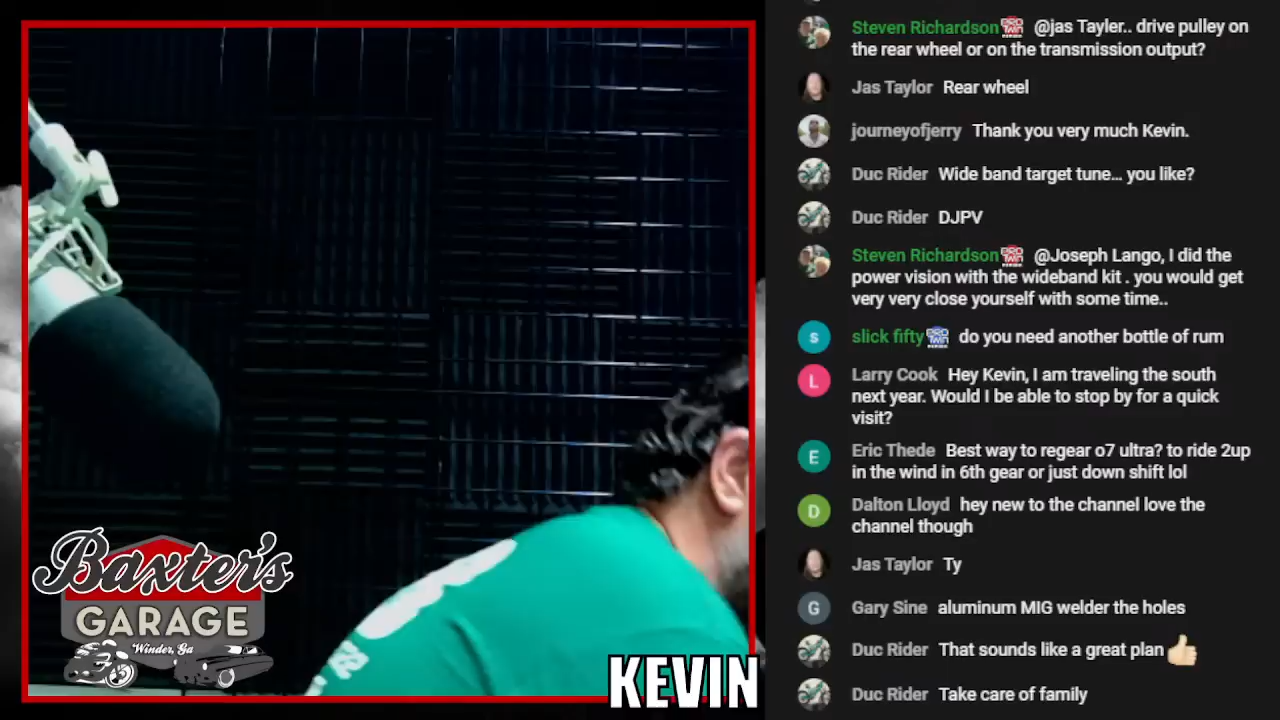 Steven Richardson @jas Tayler.. drive pulley on
the rear wheel or on the transmission output?
Jas Taylor Rear wheel
journeyofjerry Thank you very much Kevin.
Duc Rider Wide band target tune... you like?
Duc Rider DJPV
Steven Richardson @Joseph Lango, I did the
power vision with the wideband kit . you would get
very very close yourself with some time..
s slick fifty do you need another bottle of rum
L Larry Cook Hey Kevin, I am traveling the south
next year. Would I be able to stop by for a quick
visit?
E Eric Thede Best way to regear o7 ultra? to ride 2up
in the wind in 6th gear or just down shift lol
D Dalton Lloyd hey new to the channel love the
channel though
Jas Taylor Ty
G Gary Sine aluminum MIG welder the holes
Duc Rider That sounds like a great plan 👍🏻
Duc Rider Take care of family
Baxter's
GARAGE
Winder, Ga
KEVIN